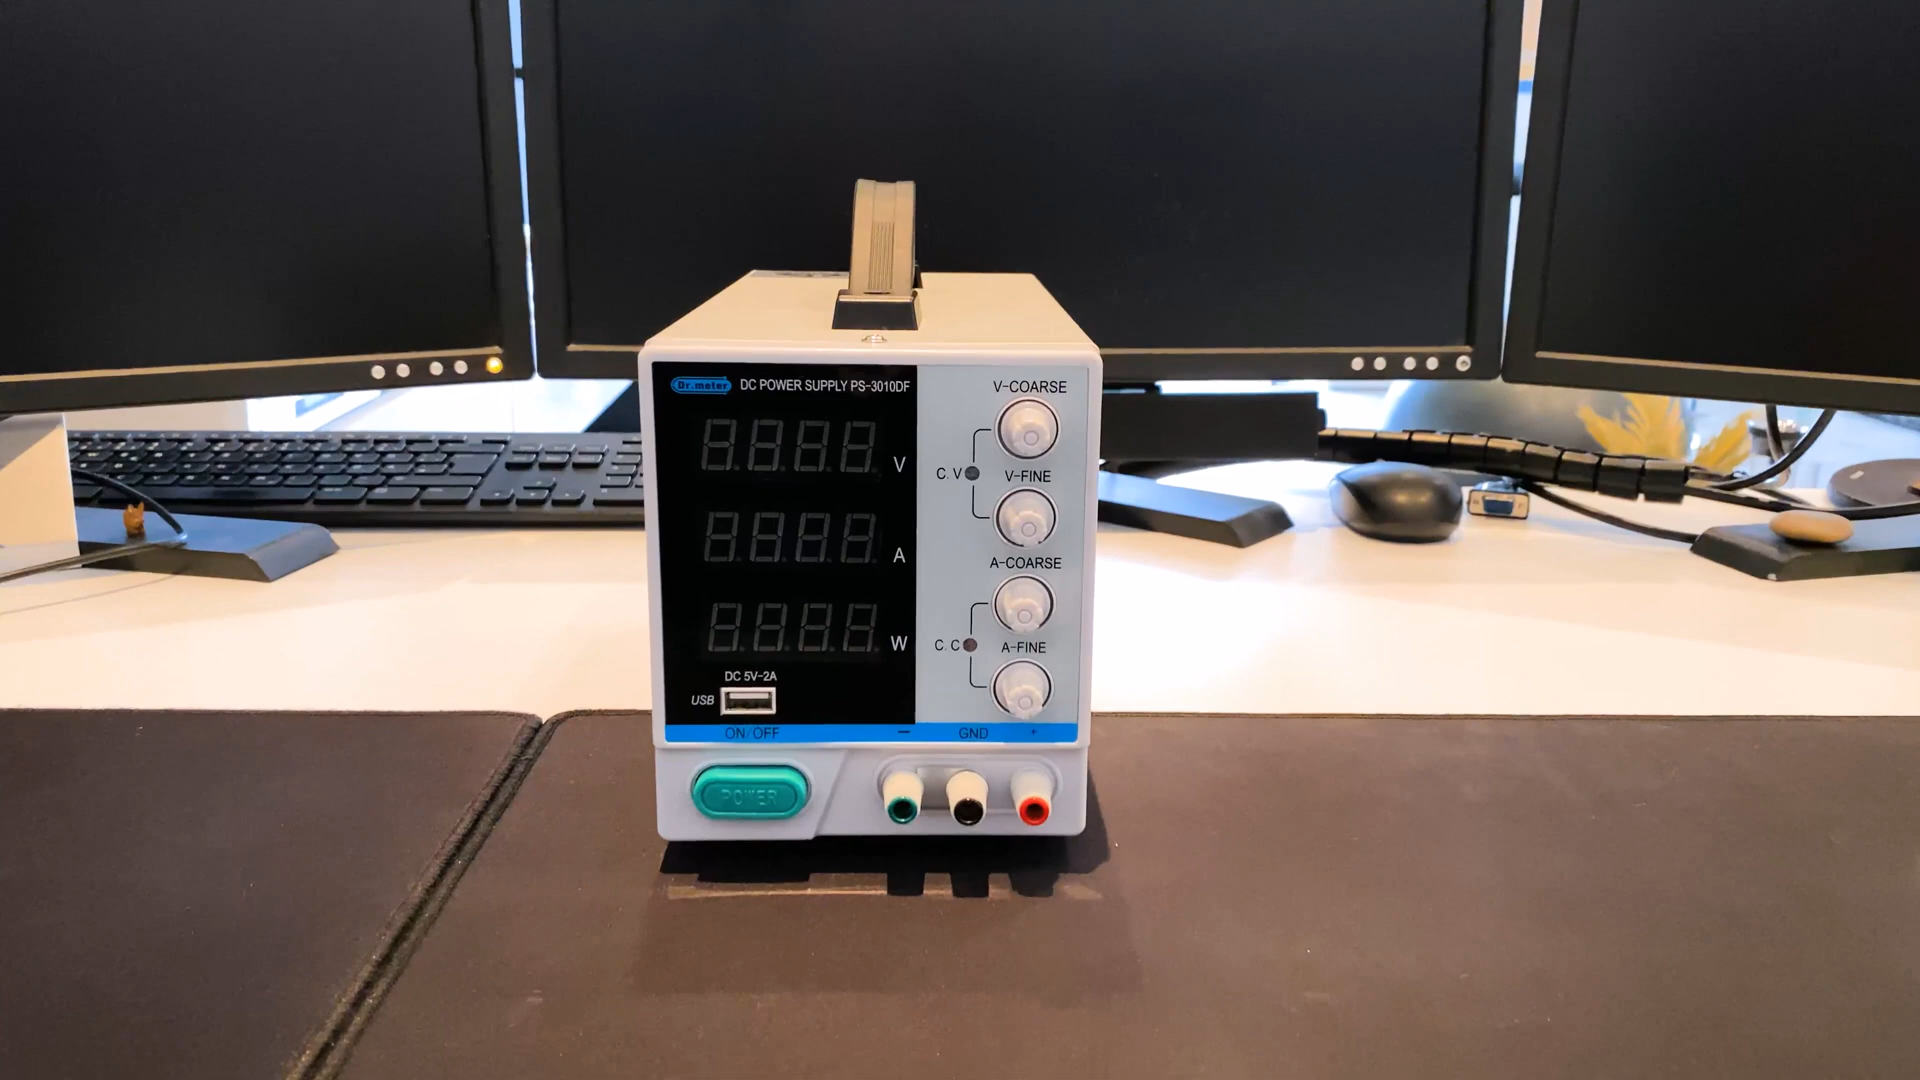 Dr.meter DC POWER SUPPLY PS-3010DF
V-COARSE
V
C.V
V-FINE
A
A-COARSE
W
C.C
A-FINE
DC 5V-2A
USB
ON/OFF
− GND +
POWER